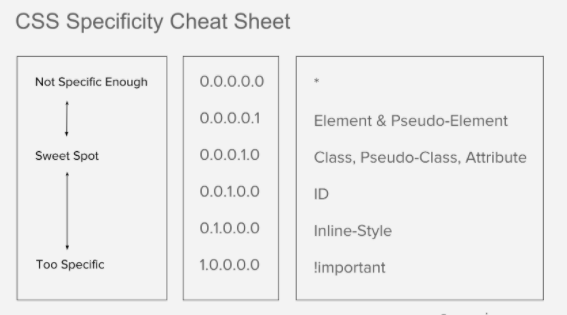 CSS Specificity Cheat Sheet
Not Specific Enough 0.0.0.0.0 *
0.0.0.0.1 Element & Pseudo-Element
Sweet Spot 0.0.0.1.0 Class, Pseudo-Class, Attribute
0.0.1.0.0 ID
0.1.0.0.0 Inline-Style
Too Specific 1.0.0.0.0 !important